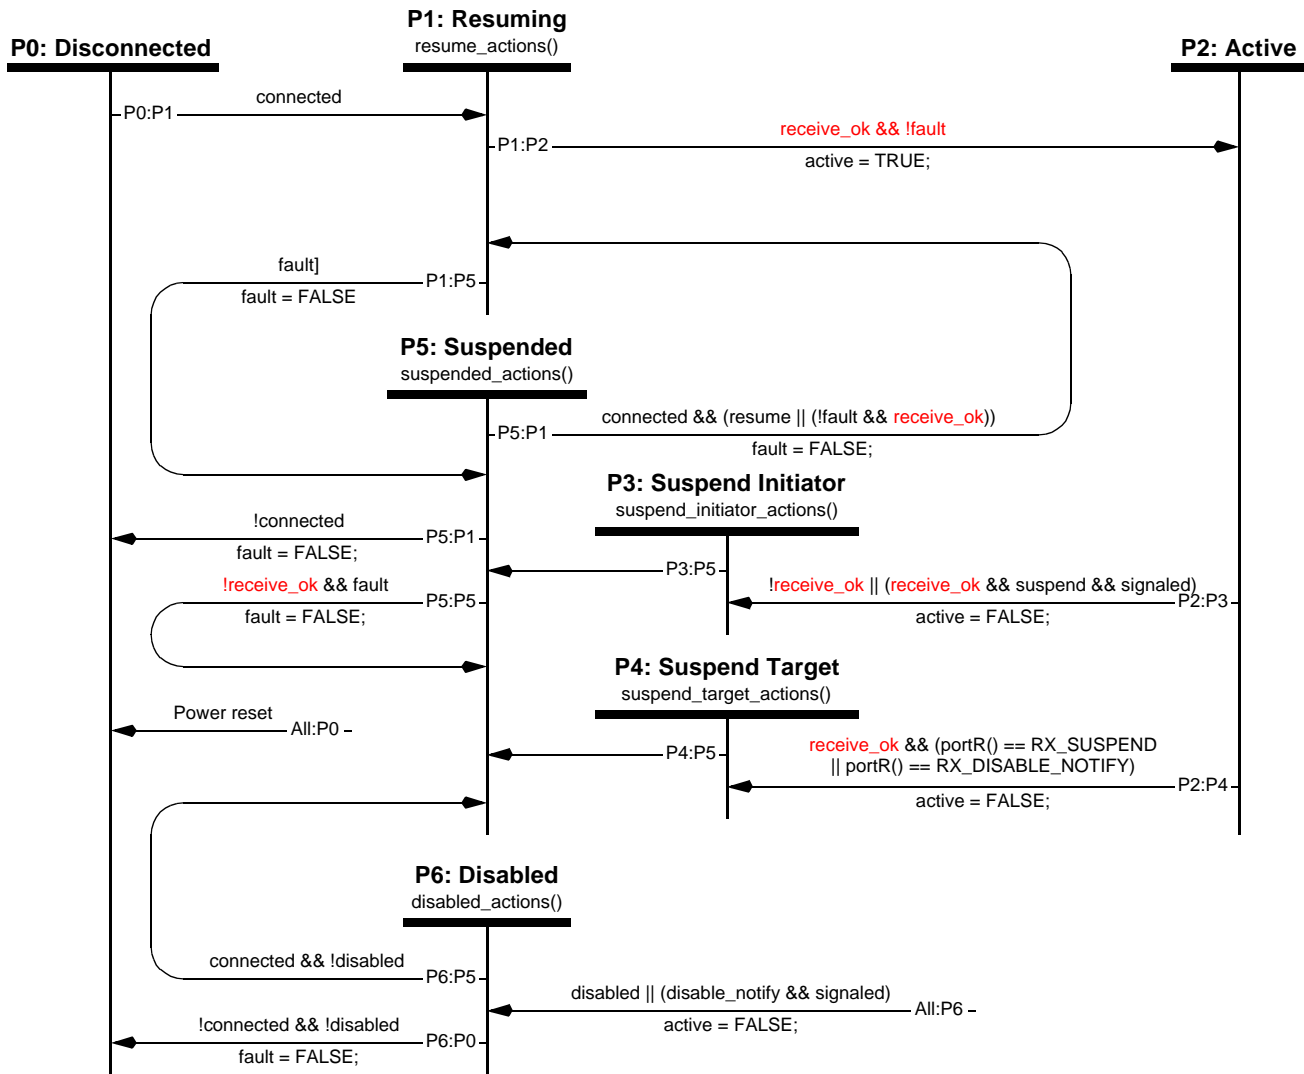 P1: Resuming
resume_actions()
P0: Disconnected
P2: Active
connected
P0:P1
receive_ok && !fault
P1:P2
active = TRUE;
fault]
P1:P5
fault = FALSE
P5: Suspended
suspended_actions()
connected && (resume || (!fault && receive_ok))
P5:P1
fault = FALSE;
P3: Suspend Initiator
suspend_initiator_actions()
!connected
P5:P1
fault = FALSE;
P3:P5
!receive_ok && fault
P5:P5
fault = FALSE;
!receive_ok || (receive_ok && suspend && signaled)
P2:P3
active = FALSE;
P4: Suspend Target
suspend_target_actions()
Power reset
All:P0
P4:P5
receive_ok && (portR() == RX_SUSPEND
|| portR() == RX_DISABLE_NOTIFY)
P2:P4
active = FALSE;
P6: Disabled
disabled_actions()
connected && !disabled
P6:P5
disabled || (disable_notify && signaled)
All:P6
active = FALSE;
!connected && !disabled
P6:P0
fault = FALSE;